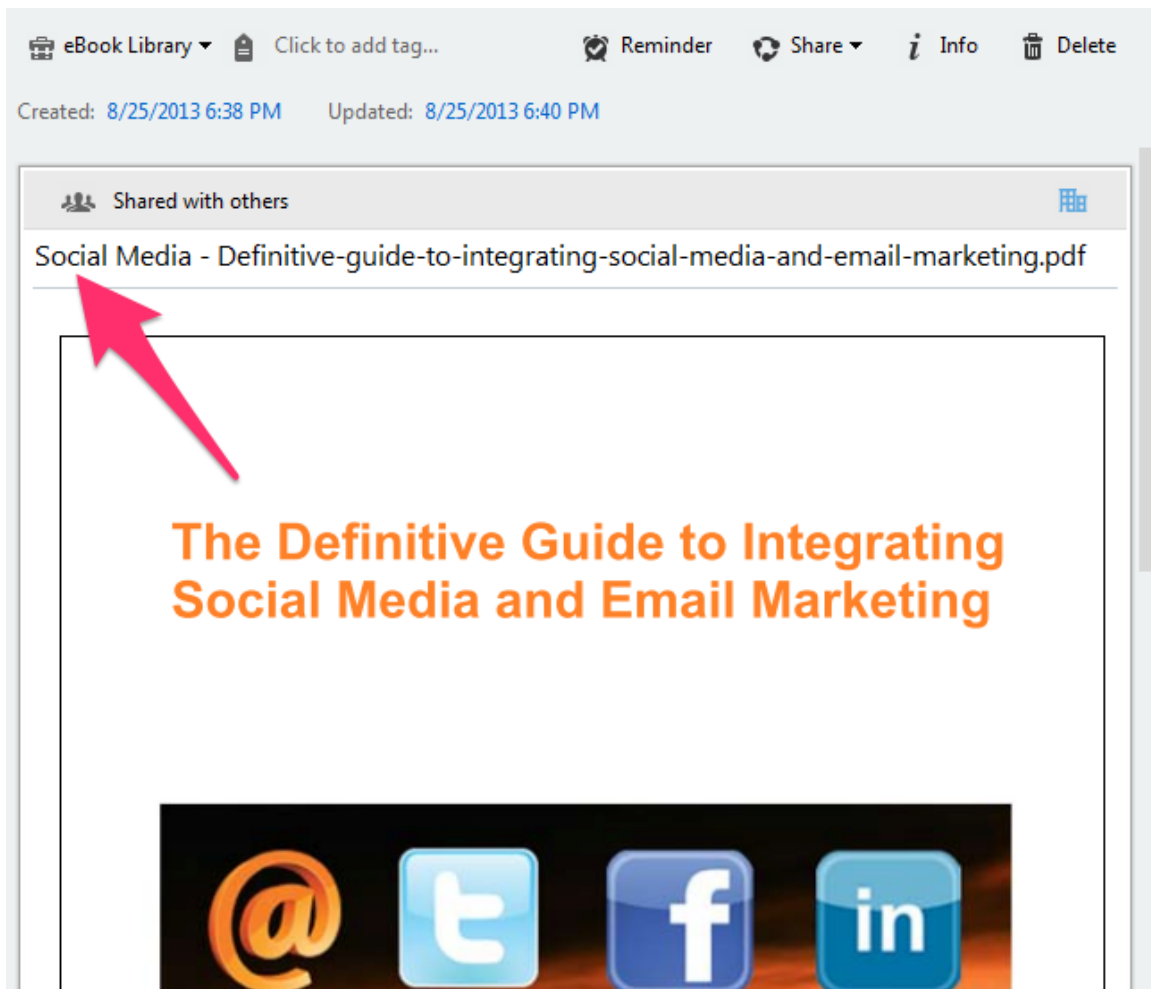 eBook Library Click to add tag... Reminder Share i Info Delete
Created: 8/25/2013 6:38 PM Updated: 8/25/2013 6:40 PM
Shared with others
Social Media - Definitive-guide-to-integrating-social-media-and-email-marketing.pdf
The Definitive Guide to Integrating
Social Media and Email Marketing
@ t f in